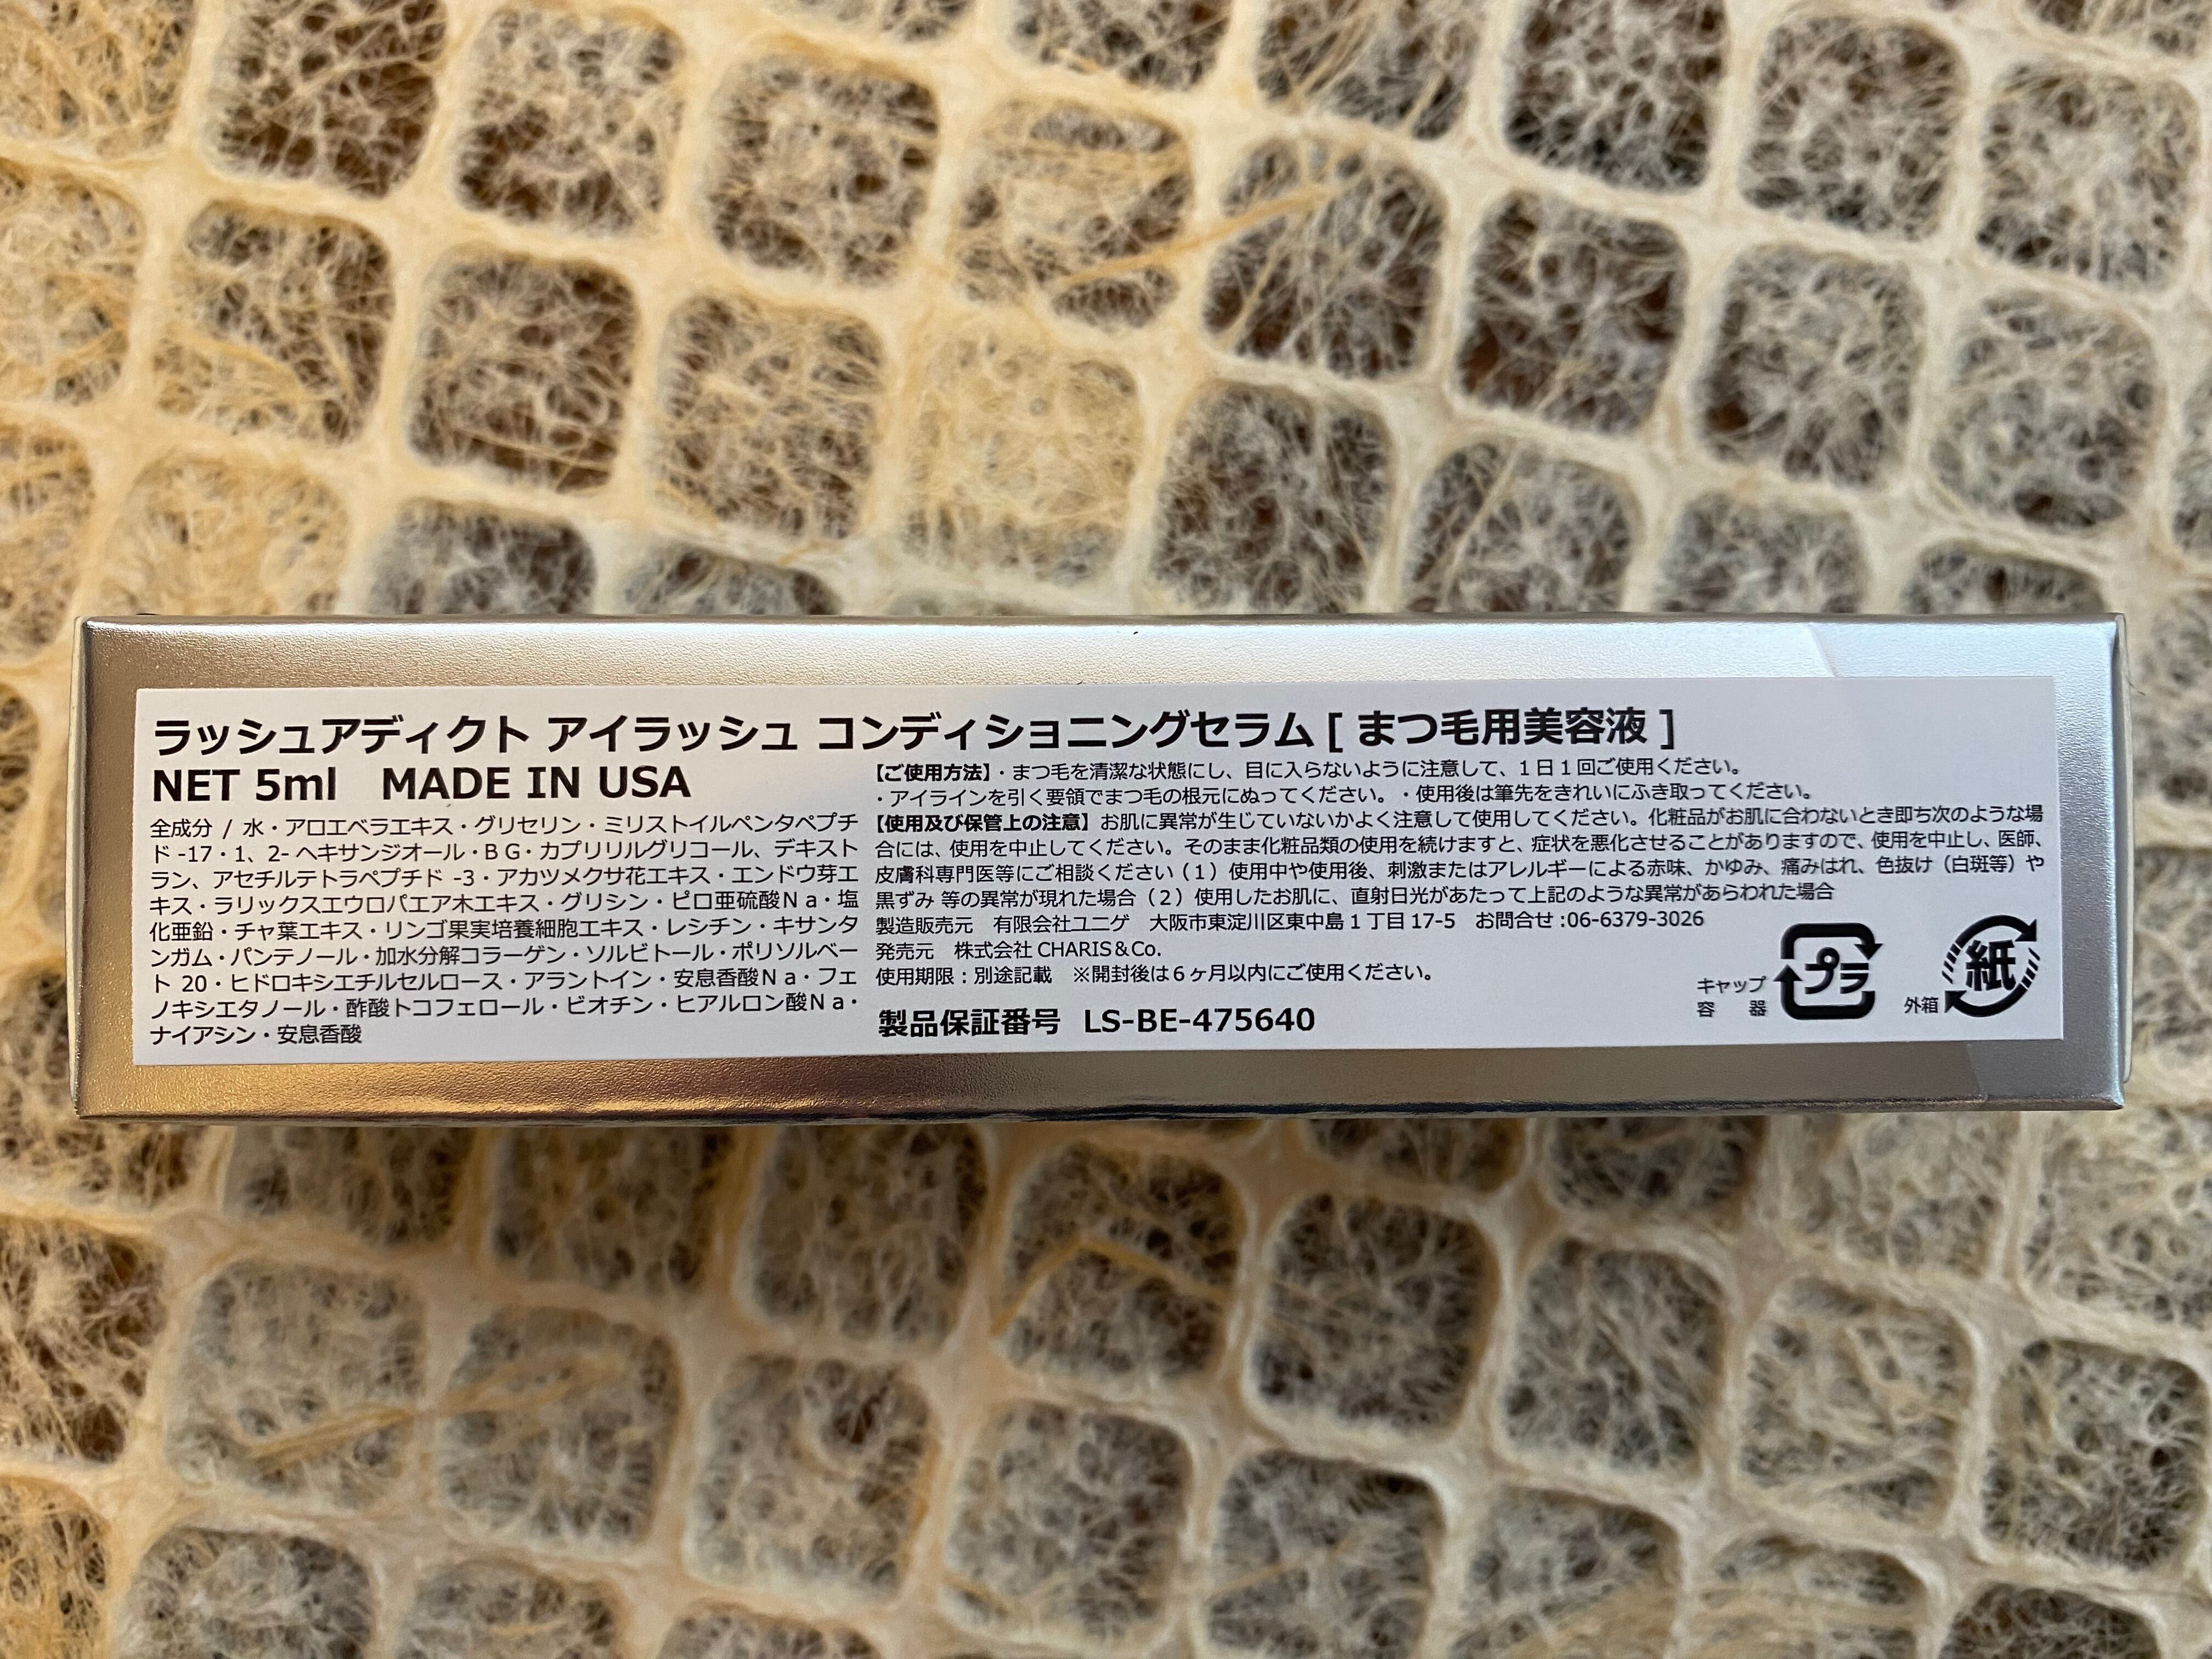 ラッシュアディクト アイラッシュ コンディショニングセラム [ まつ毛用美容液 ]
NET 5ml　MADE IN USA
全成分 / 水・アロエベラエキス・グリセリン・ミリストイルペンタペプチ
ド -17・1、2- ヘキサンジオール・ＢＧ・カプリリルグリコール、デキスト
ラン、アセチルテトラペプチド -3・アカツメクサ花エキス・エンドウ芽エ
キス・ラリックスエウロパエア木エキス・グリシン・ピロ亜硫酸Ｎａ・塩
化亜鉛・チャ葉エキス・リンゴ果実培養細胞エキス・レシチン・キサンタ
ンガム・パンテノール・加水分解コラーゲン・ソルビトール・ポリソルベー
ト 20・ヒドロキシエチルセルロース・アラントイン・安息香酸Ｎａ・フェ
ノキシエタノール・酢酸トコフェロール・ビオチン・ヒアルロン酸Ｎａ・
ナイアシン・安息香酸
【ご使用方法】・まつ毛を清潔な状態にし、目に入らないように注意して、１日１回ご使用ください。
・アイラインを引く要領でまつ毛の根元にぬってください。・使用後は筆先をきれいにふき取ってください。
【使用及び保管上の注意】お肌に異常が生じていないかよく注意して使用してください。化粧品がお肌に合わないとき即ち次のような場
合には、使用を中止してください。そのまま化粧品類の使用を続けますと、症状を悪化させることがありますので、使用を中止し、医師、
皮膚科専門医等にご相談ください（１）使用中や使用後、刺激またはアレルギーによる赤味、かゆみ、痛みはれ、色抜け（白斑等）や
黒ずみ 等の異常が現れた場合（２）使用したお肌に、直射日光があたって上記のような異常があらわれた場合
製造販売元　有限会社ユニゲ　大阪市東淀川区東中島１丁目 17-5　お問合せ :06-6379-3026
発売元　株式会社 CHARIS＆Co.
使用期限：別途記載　※開封後は６ヶ月以内にご使用ください。
製品保証番号　LS-BE-475640
キャップ
容　器
プラ
外箱
紙